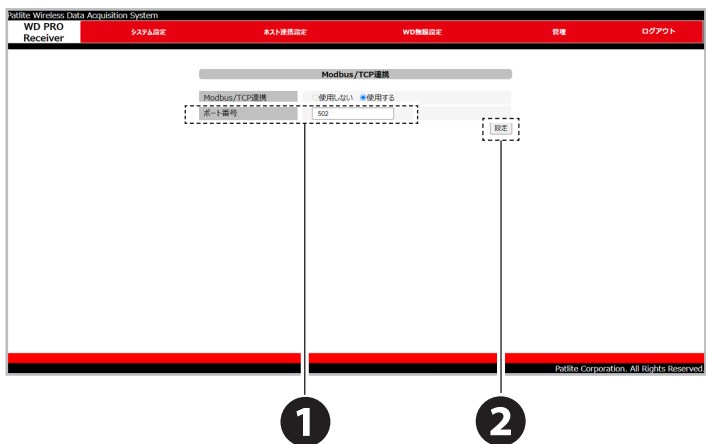 Patlite Wireless Data Acquisition System
WD PRO Receiver
システム設定
ホスト連携設定
WD無線設定
管理
ログアウト
Modbus/TCP連携
Modbus/TCP連携 使用しない 使用する
ポート番号 502
設定
Patlite Corporation. All Rights Reserved.
1
2